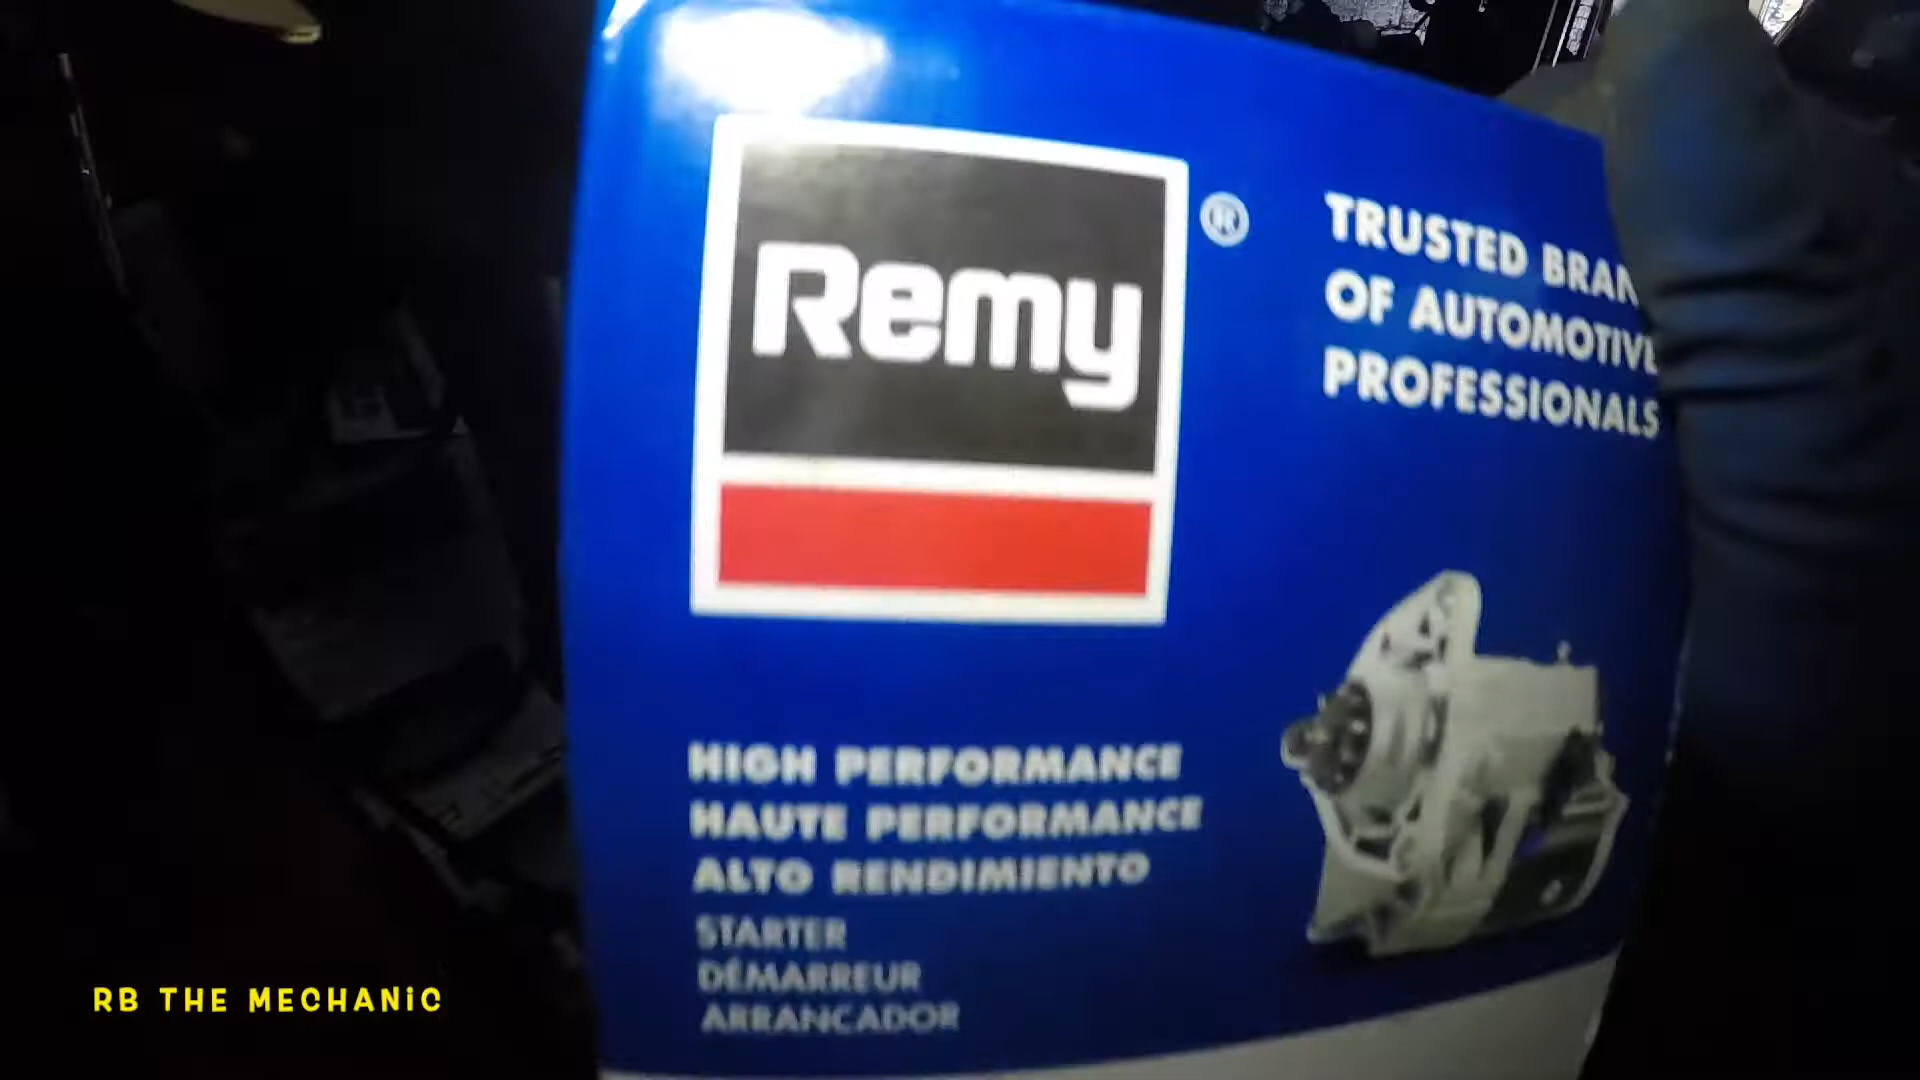 Remy
®
TRUSTED BRAN
OF AUTOMOTIVE
PROFESSIONALS
HIGH PERFORMANCE
HAUTE PERFORMANCE
ALTO RENDIMIENTO
STARTER
DÉMARREUR
ARRANCADOR
RB THE MECHANIC